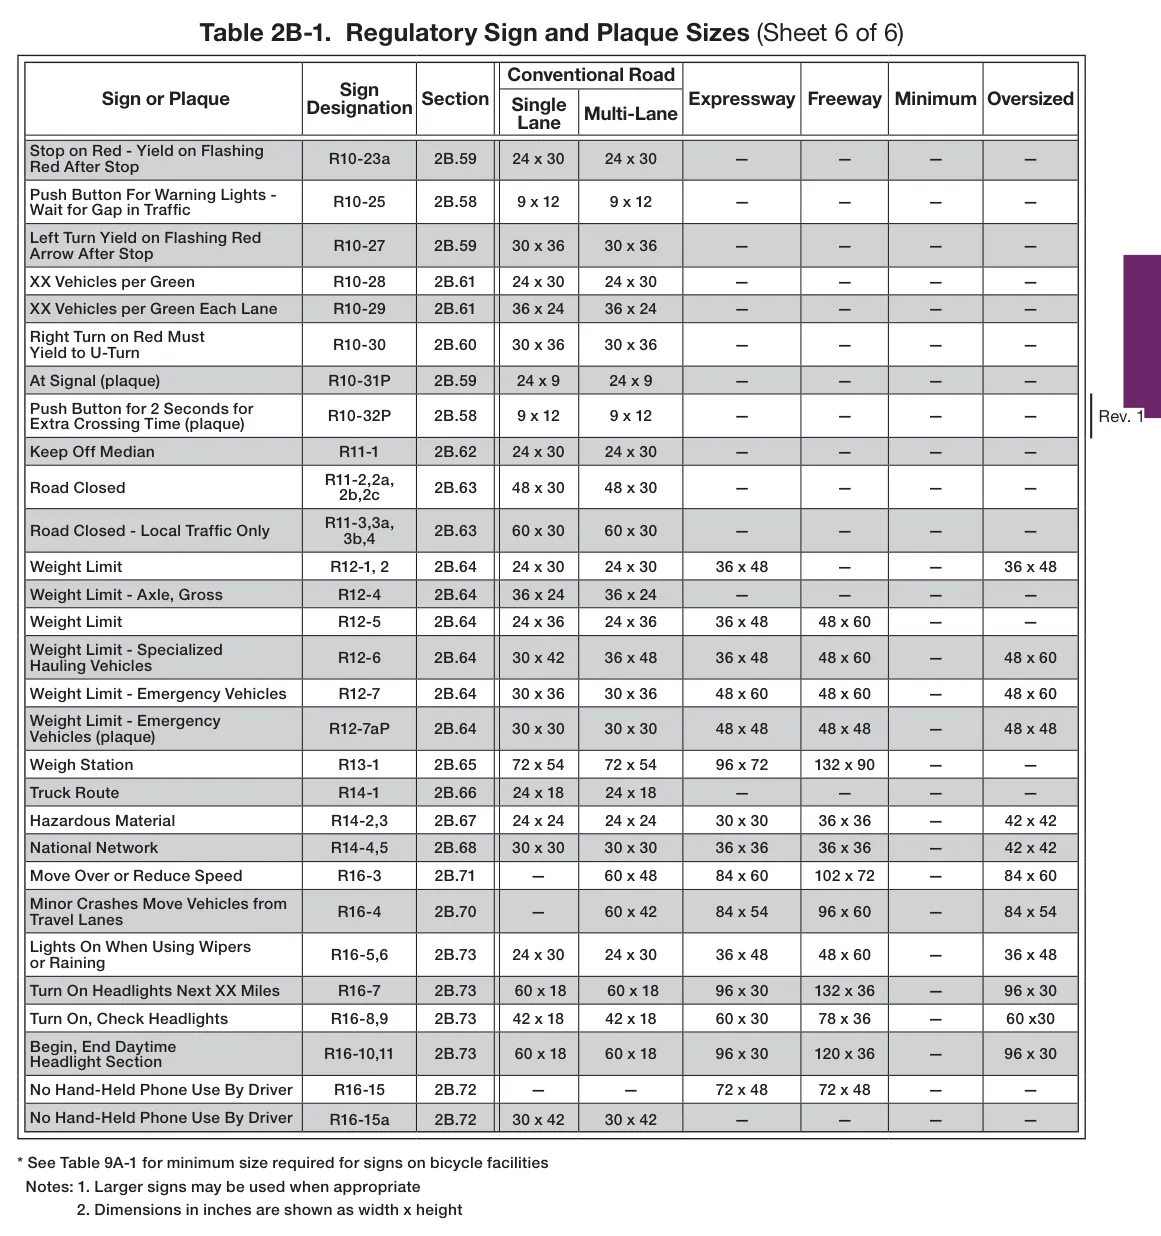 Table 2B-1. Regulatory Sign and Plaque Sizes (Sheet 6 of 6)
Sign or Plaque Sign Designation Section Conventional Road Single Lane Multi-Lane Expressway Freeway Minimum Oversized
Stop on Red - Yield on Flashing Red After Stop R10-23a 2B.59 24 x 30 24 x 30 — — — —
Push Button For Warning Lights - Wait for Gap in Traffic R10-25 2B.58 9 x 12 9 x 12 — — — —
Left Turn Yield on Flashing Red Arrow After Stop R10-27 2B.59 30 x 36 30 x 36 — — — —
XX Vehicles per Green R10-28 2B.61 24 x 30 24 x 30 — — — —
XX Vehicles per Green Each Lane R10-29 2B.61 36 x 24 36 x 24 — — — —
Right Turn on Red Must Yield to U-Turn R10-30 2B.60 30 x 36 30 x 36 — — — —
At Signal (plaque) R10-31P 2B.59 24 x 9 24 x 9 — — — —
Push Button for 2 Seconds for Extra Crossing Time (plaque) R10-32P 2B.58 9 x 12 9 x 12 — — — — Rev. 1
Keep Off Median R11-1 2B.62 24 x 30 24 x 30 — — — —
Road Closed R11-2,2a, 2b,2c 2B.63 48 x 30 48 x 30 — — — —
Road Closed - Local Traffic Only R11-3,3a, 3b,4 2B.63 60 x 30 60 x 30 — — — —
Weight Limit R12-1, 2 2B.64 24 x 30 24 x 30 36 x 48 — — 36 x 48
Weight Limit - Axle, Gross R12-4 2B.64 36 x 24 36 x 24 — — — —
Weight Limit R12-5 2B.64 24 x 36 24 x 36 36 x 48 48 x 60 — —
Weight Limit - Specialized Hauling Vehicles R12-6 2B.64 30 x 42 36 x 48 36 x 48 48 x 60 — 48 x 60
Weight Limit - Emergency Vehicles R12-7 2B.64 30 x 36 30 x 36 48 x 60 48 x 60 — 48 x 60
Weight Limit - Emergency Vehicles (plaque) R12-7aP 2B.64 30 x 30 30 x 30 48 x 48 48 x 48 — 48 x 48
Weigh Station R13-1 2B.65 72 x 54 72 x 54 96 x 72 132 x 90 — —
Truck Route R14-1 2B.66 24 x 18 24 x 18 — — — —
Hazardous Material R14-2,3 2B.67 24 x 24 24 x 24 30 x 30 36 x 36 — 42 x 42
National Network R14-4,5 2B.68 30 x 30 30 x 30 36 x 36 36 x 36 — 42 x 42
Move Over or Reduce Speed R16-3 2B.71 — 60 x 48 84 x 60 102 x 72 — 84 x 60
Minor Crashes Move Vehicles from Travel Lanes R16-4 2B.70 — 60 x 42 84 x 54 96 x 60 — 84 x 54
Lights On When Using Wipers or Raining R16-5,6 2B.73 24 x 30 24 x 30 36 x 48 48 x 60 — 36 x 48
Turn On Headlights Next XX Miles R16-7 2B.73 60 x 18 60 x 18 96 x 30 132 x 36 — 96 x 30
Turn On, Check Headlights R16-8,9 2B.73 42 x 18 42 x 18 60 x 30 78 x 36 — 60 x30
Begin, End Daytime Headlight Section R16-10,11 2B.73 60 x 18 60 x 18 96 x 30 120 x 36 — 96 x 30
No Hand-Held Phone Use By Driver R16-15 2B.72 — — 72 x 48 72 x 48 — —
No Hand-Held Phone Use By Driver R16-15a 2B.72 30 x 42 30 x 42 — — — —
* See Table 9A-1 for minimum size required for signs on bicycle facilities
Notes: 1. Larger signs may be used when appropriate
2. Dimensions in inches are shown as width x height